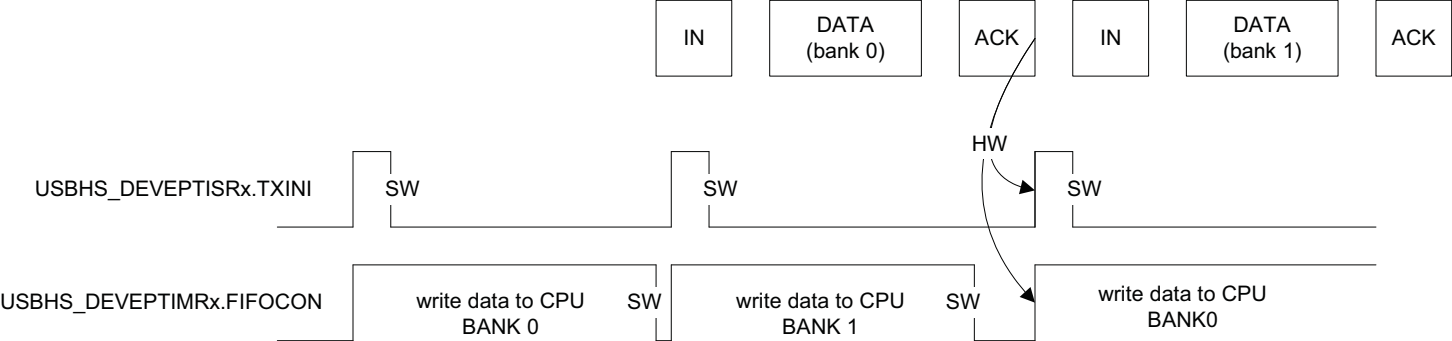 IN
DATA
(bank 0)
ACK
IN
DATA
(bank 1)
ACK
HW
USBHS_DEVEPTISRx.TXINI
SW
SW
SW
USBHS_DEVEPTIMRx.FIFOCON
write data to CPU
BANK 0
SW
write data to CPU
BANK 1
SW
write data to CPU
BANK0